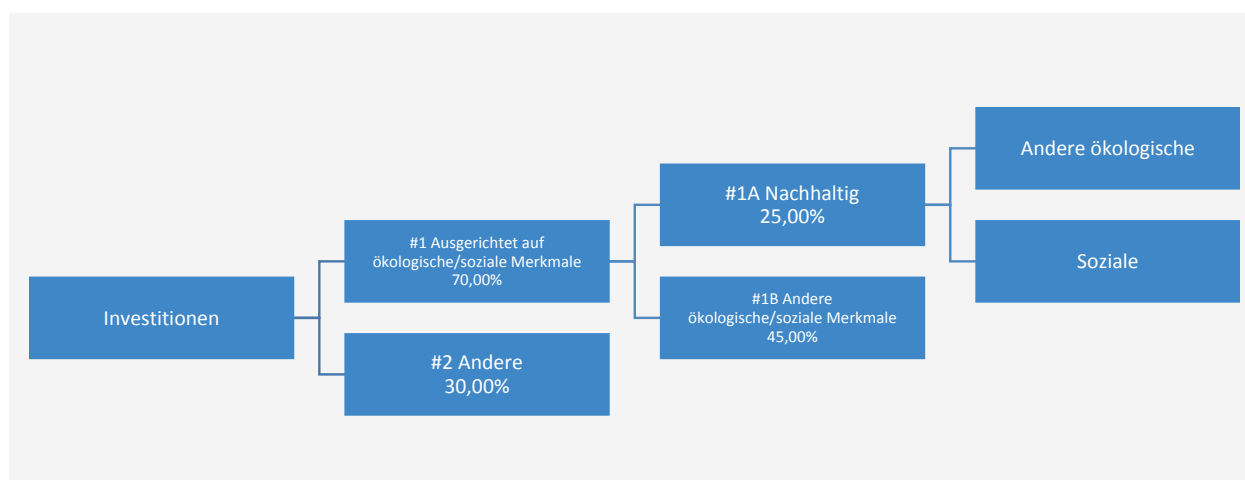 Investitionen
#1 Ausgerichtet auf
ökologische/soziale Merkmale
70,00%
#2 Andere
30,00%
#1A Nachhaltig
25,00%
#1B Andere
ökologische/soziale Merkmale
45,00%
Andere ökologische
Soziale